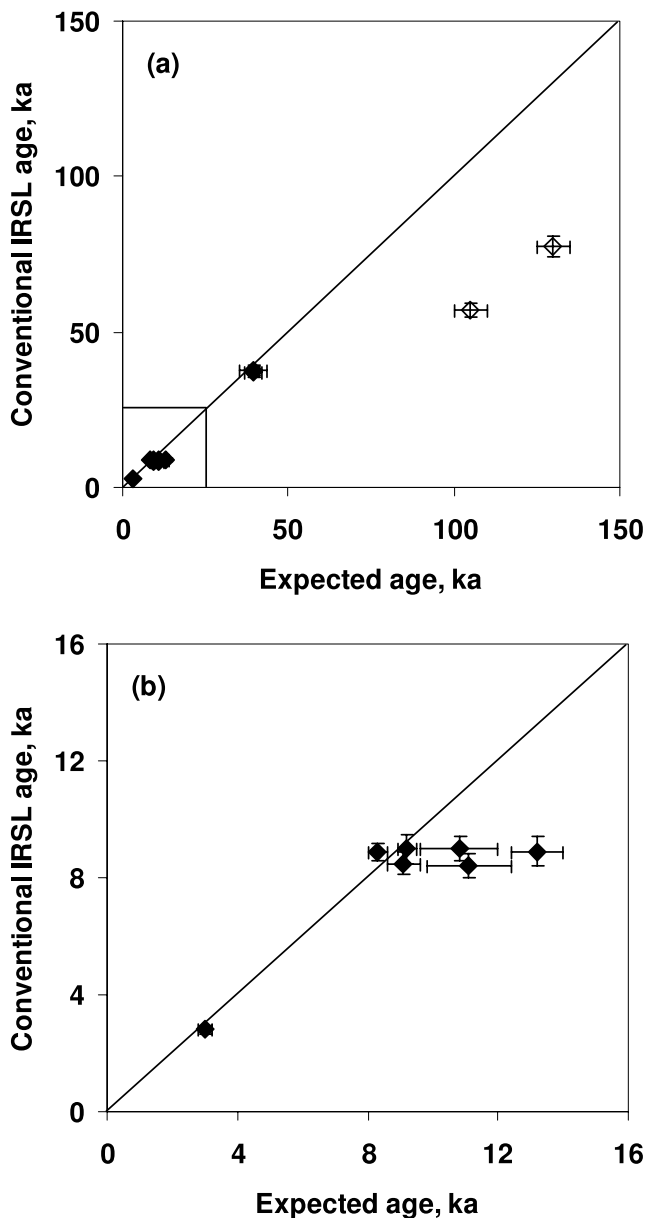 150
(a)
100
50
0
0 50 100 150
Conventional IRSL age, ka
Expected age, ka
16
(b)
12
8
4
0
0 4 8 12 16
Conventional IRSL age, ka
Expected age, ka